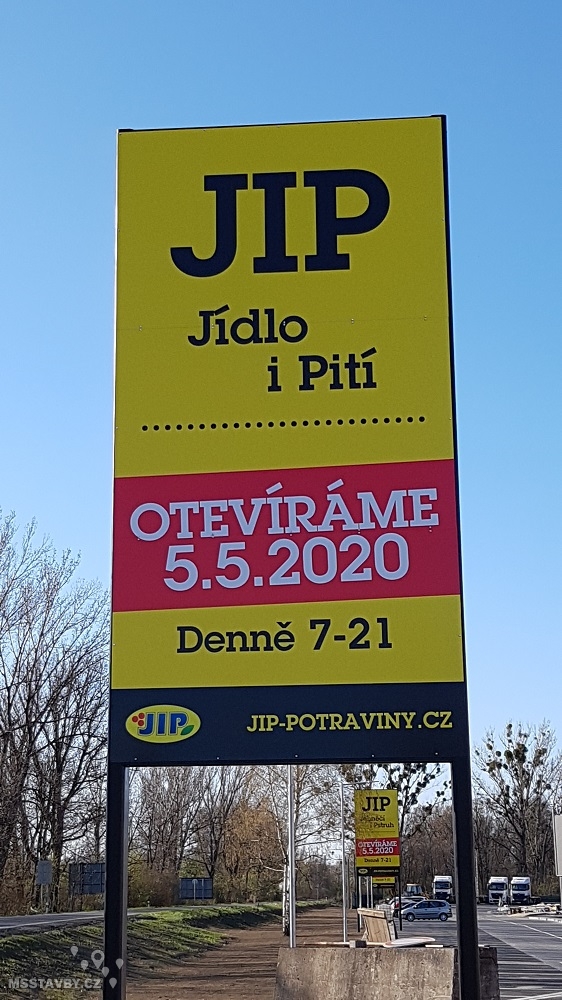 JIP
Jídlo
i Pití
OTEVÍRÁME
5.5.2020
Denně 7-21
JIP
JIP-POTRAVINY.CZ
JIP
i Pstruh
OTEVÍRÁME
5.5.2020
Denně 7-21
MSSTAVBY.CZ